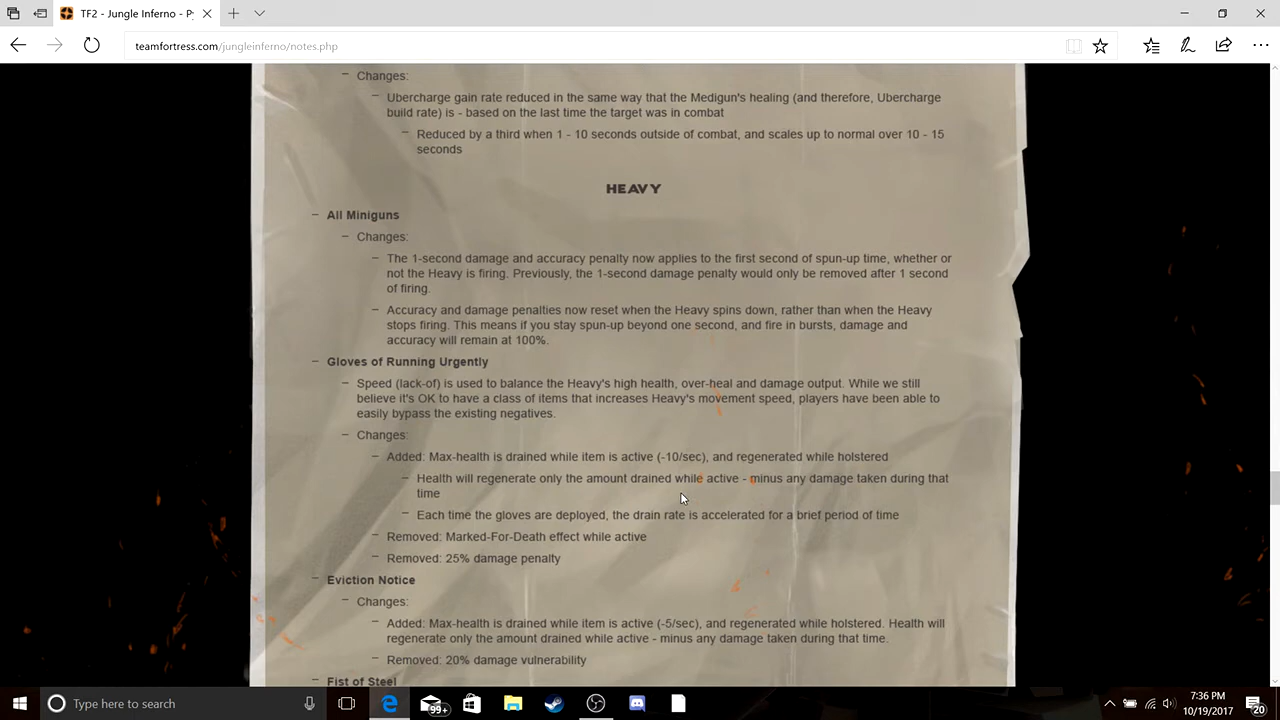 TF2 - Jungle Inferno - P
teamfortress.com/jungleinferno/notes.php
– Changes:
– Ubercharge gain rate reduced in the same way that the Medigun's healing (and therefore, Ubercharge
build rate) is - based on the last time the target was in combat
– Reduced by a third when 1 - 10 seconds outside of combat, and scales up to normal over 10 - 15
seconds
HEAVY
– All Miniguns
– Changes:
– The 1-second damage and accuracy penalty now applies to the first second of spun-up time, whether or
not the Heavy is firing. Previously, the 1-second damage penalty would only be removed after 1 second
of firing.
– Accuracy and damage penalties now reset when the Heavy spins down, rather than when the Heavy
stops firing. This means if you stay spun-up beyond one second, and fire in bursts, damage and
accuracy will remain at 100%.
– Gloves of Running Urgently
– Speed (lack-of) is used to balance the Heavy's high health, over-heal and damage output. While we still
believe it's OK to have a class of items that increases Heavy's movement speed, players have been able to
easily bypass the existing negatives.
– Changes:
– Added: Max-health is drained while item is active (-10/sec), and regenerated while holstered
– Health will regenerate only the amount drained while active - minus any damage taken during that
time
– Each time the gloves are deployed, the drain rate is accelerated for a brief period of time
– Removed: Marked-For-Death effect while active
– Removed: 25% damage penalty
– Eviction Notice
– Changes:
– Added: Max-health is drained while item is active (-5/sec), and regenerated while holstered. Health will
regenerate only the amount drained while active - minus any damage taken during that time.
– Removed: 20% damage vulnerability
– Fist of Steel
Type here to search
99+
7:36 PM
10/19/2017
20